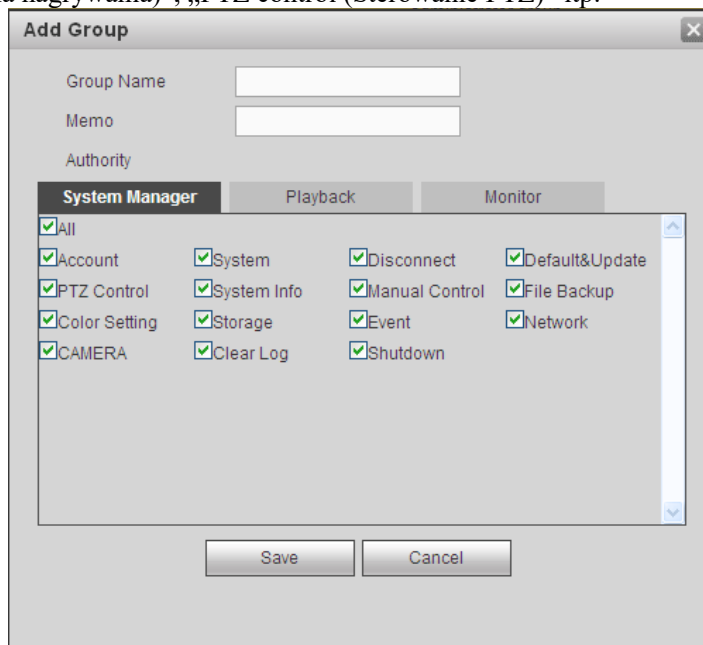 nagrywania)”, „PTZ control (Sterowanie PTZ)” itp.
Add Group
Group Name
Memo
Authority
System Manager Playback Monitor
All
Account System Disconnect Default&Update
PTZ Control System Info Manual Control File Backup
Color Setting Storage Event Network
CAMERA Clear Log Shutdown
Save Cancel